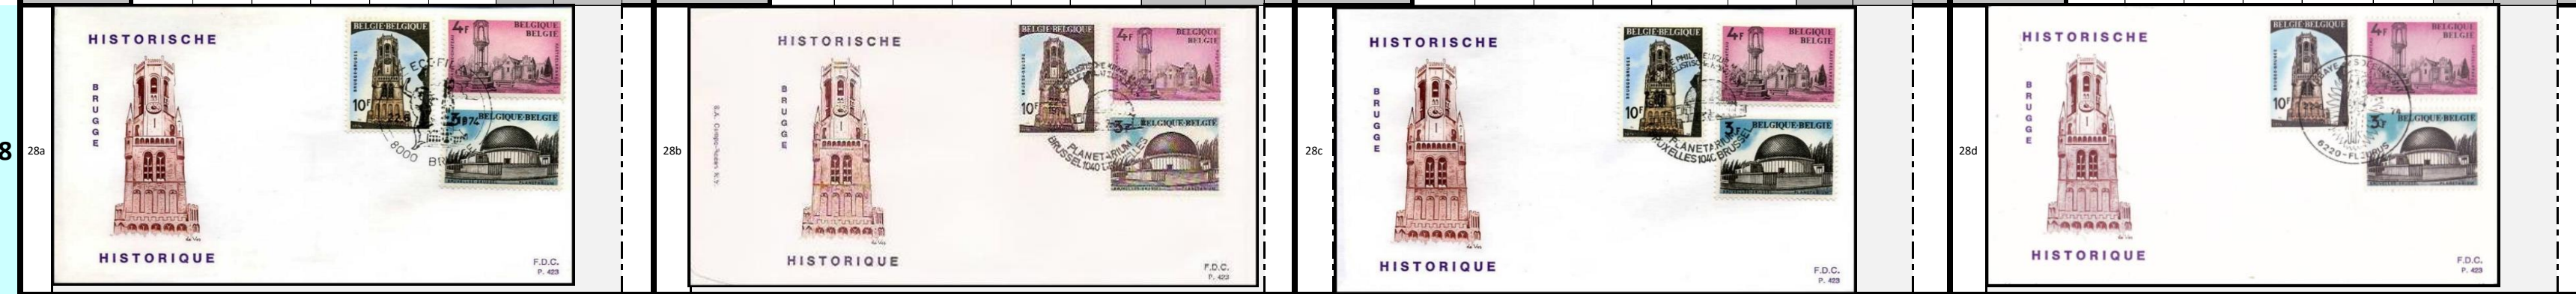 8
28a
HISTORISCHE
BRUGGE
HISTORIQUE
BELGIË-BELGIQUE
10F
4F
BELGIQUE
BELGIË
3F
BELGIQUE-BELGIË
8000
F.D.C.
P. 423
28b
HISTORISCHE
BRUGGE
HISTORIQUE
BELGIË-BELGIQUE
10F
4F
BELGIQUE
BELGIË
3F
BELGIQUE-BELGIË
PLANETARIUM
BRUSSEL 1040
F.D.C.
P. 423
28c
HISTORISCHE
BRUGGE
HISTORIQUE
BELGIË-BELGIQUE
10F
4F
BELGIQUE
BELGIË
3F
BELGIQUE-BELGIË
PLANETARIUM
BRUXELLES 1040 BRUSSEL
F.D.C.
P. 423
28d
HISTORISCHE
BRUGGE
HISTORIQUE
BELGIË-BELGIQUE
10F
4F
BELGIQUE
BELGIË
3F
BELGIQUE-BELGIË
6220-FLEURUS
F.D.C.
P. 423